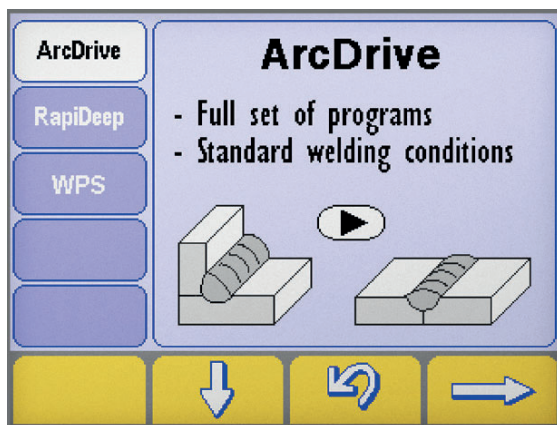 ArcDrive
RapiDeep
WPS
ArcDrive
- Full set of programs
- Standard welding conditions